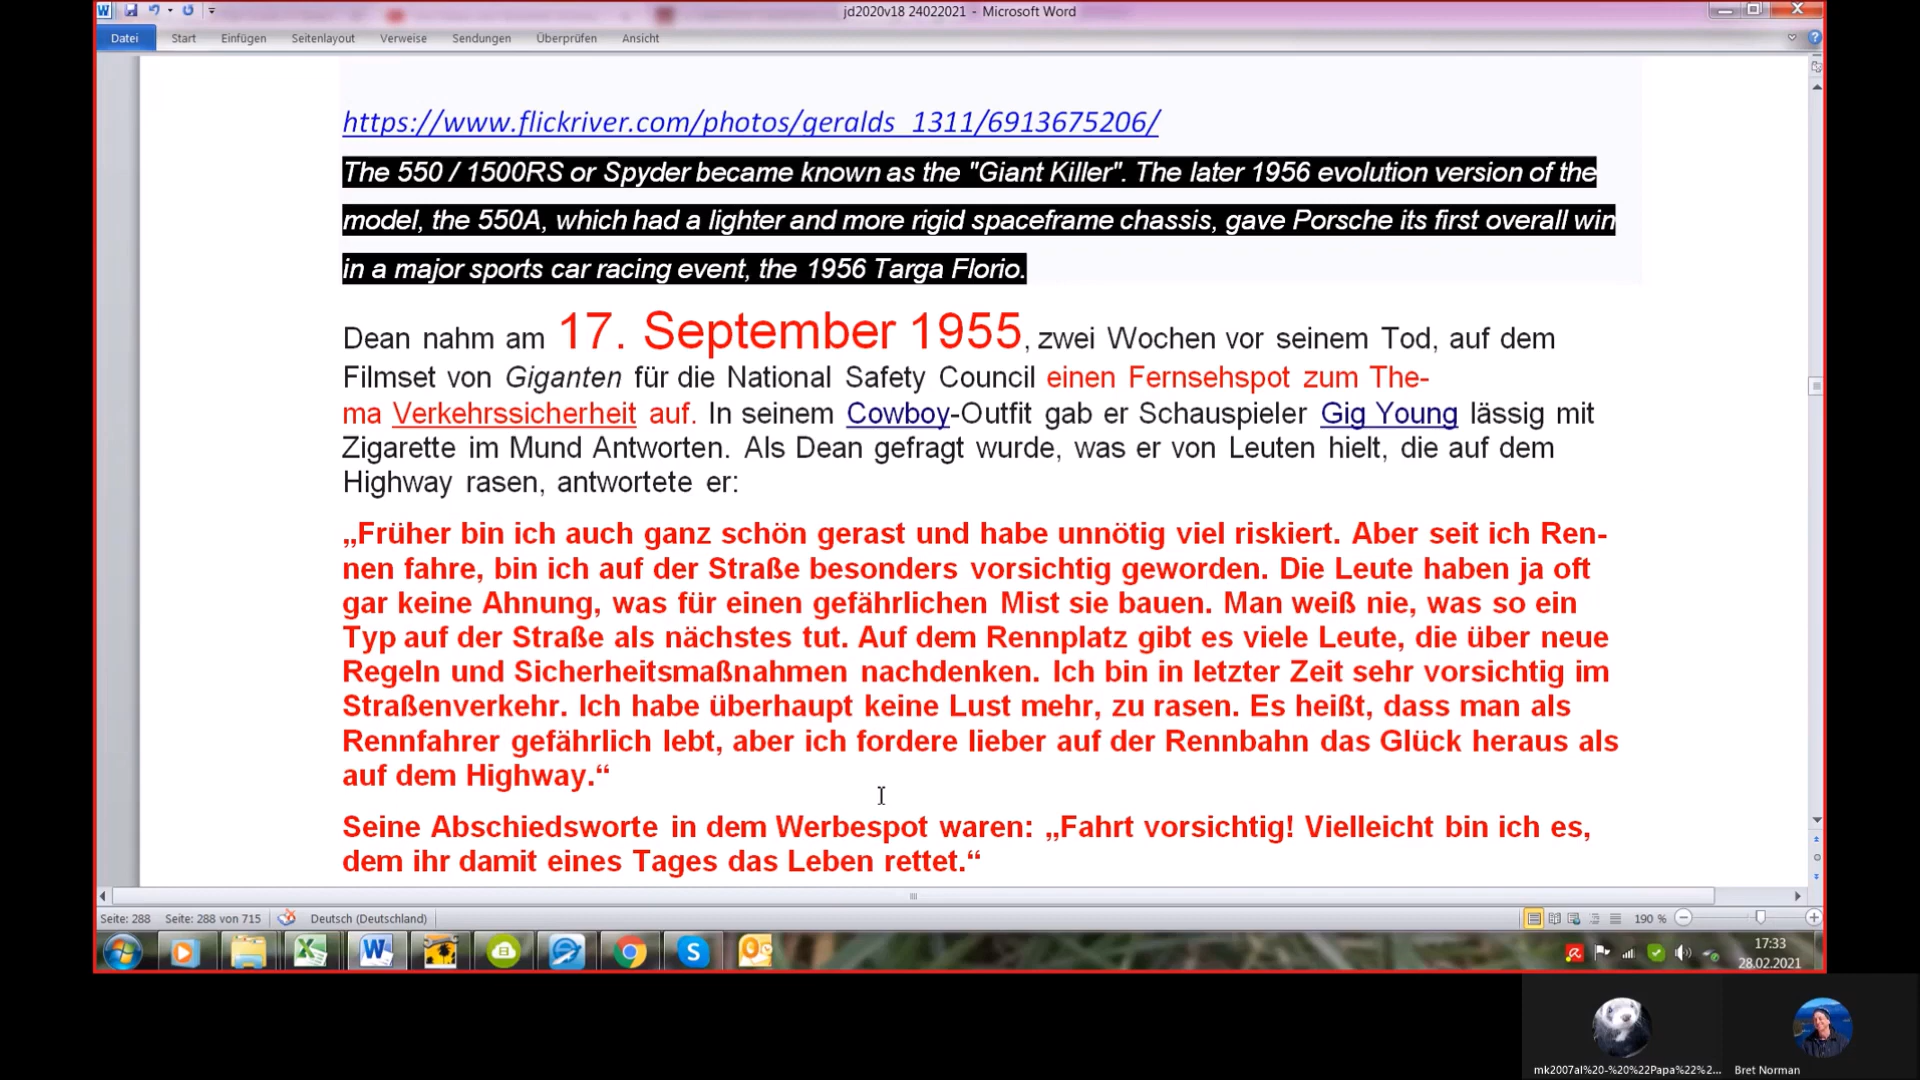 jd2020v18 24022021 - Microsoft Word
Datei Start Einfügen Seitenlayout Verweise Sendungen Überprüfen Ansicht
https://www.flickriver.com/photos/geralds_1311/6913675206/
The 550 / 1500RS or Spyder became known as the "Giant Killer". The later 1956 evolution version of the
model, the 550A, which had a lighter and more rigid spaceframe chassis, gave Porsche its first overall win
in a major sports car racing event, the 1956 Targa Florio.
Dean nahm am 17. September 1955, zwei Wochen vor seinem Tod, auf dem
Filmset von Giganten für die National Safety Council einen Fernsehspot zum The-
ma Verkehrssicherheit auf. In seinem Cowboy-Outfit gab er Schauspieler Gig Young lässig mit
Zigarette im Mund Antworten. Als Dean gefragt wurde, was er von Leuten hielt, die auf dem
Highway rasen, antwortete er:
„Früher bin ich auch ganz schön gerast und habe unnötig viel riskiert. Aber seit ich Ren-
nen fahre, bin ich auf der Straße besonders vorsichtig geworden. Die Leute haben ja oft
gar keine Ahnung, was für einen gefährlichen Mist sie bauen. Man weiß nie, was so ein
Typ auf der Straße als nächstes tut. Auf dem Rennplatz gibt es viele Leute, die über neue
Regeln und Sicherheitsmaßnahmen nachdenken. Ich bin in letzter Zeit sehr vorsichtig im
Straßenverkehr. Ich habe überhaupt keine Lust mehr, zu rasen. Es heißt, dass man als
Rennfahrer gefährlich lebt, aber ich fordere lieber auf der Rennbahn das Glück heraus als
auf dem Highway.“
Seine Abschiedsworte in dem Werbespot waren: „Fahrt vorsichtig! Vielleicht bin ich es,
dem ihr damit eines Tages das Leben rettet.“
Seite: 288 Seite: 288 von 715 Deutsch (Deutschland) 190 %
17:33
28.02.2021
mk2007al%20-%20%22Papa%22%2... Bret Norman